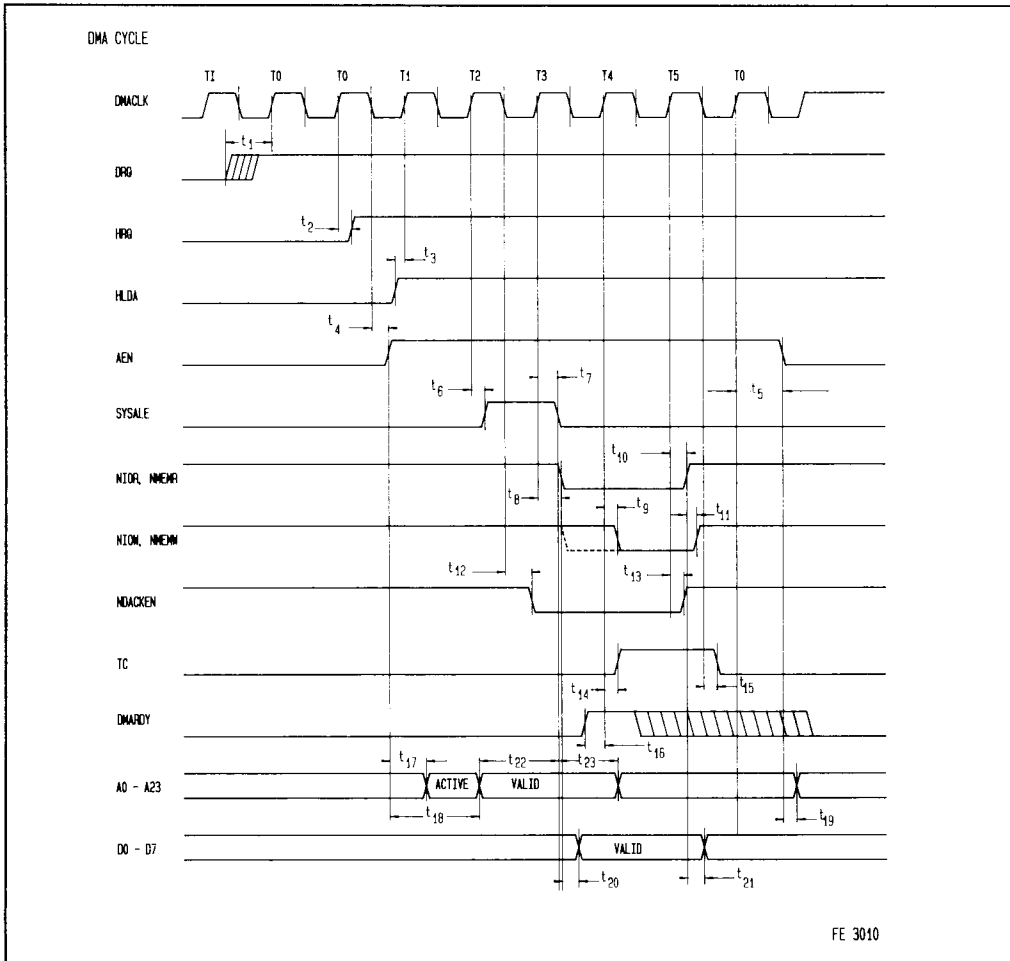 DMA CYCLE
TI T0 T0 T1 T2 T3 T4 T5 T0
DMACLK
t1
DRQ
t2
HRQ
t3
HLDA
t4
AEN
t5
t6
t7
SYSALE
t10
NIOR, NMEMR
t8
t9
t11
NIOW, NMEMW
t12
t13
NDACKEN
TC
t14
t15
DMARDY
t16
t17
t22
t23
A0 - A23
ACTIVE
VALID
t18
t19
D0 - D7
VALID
t20
t21
FE 3010